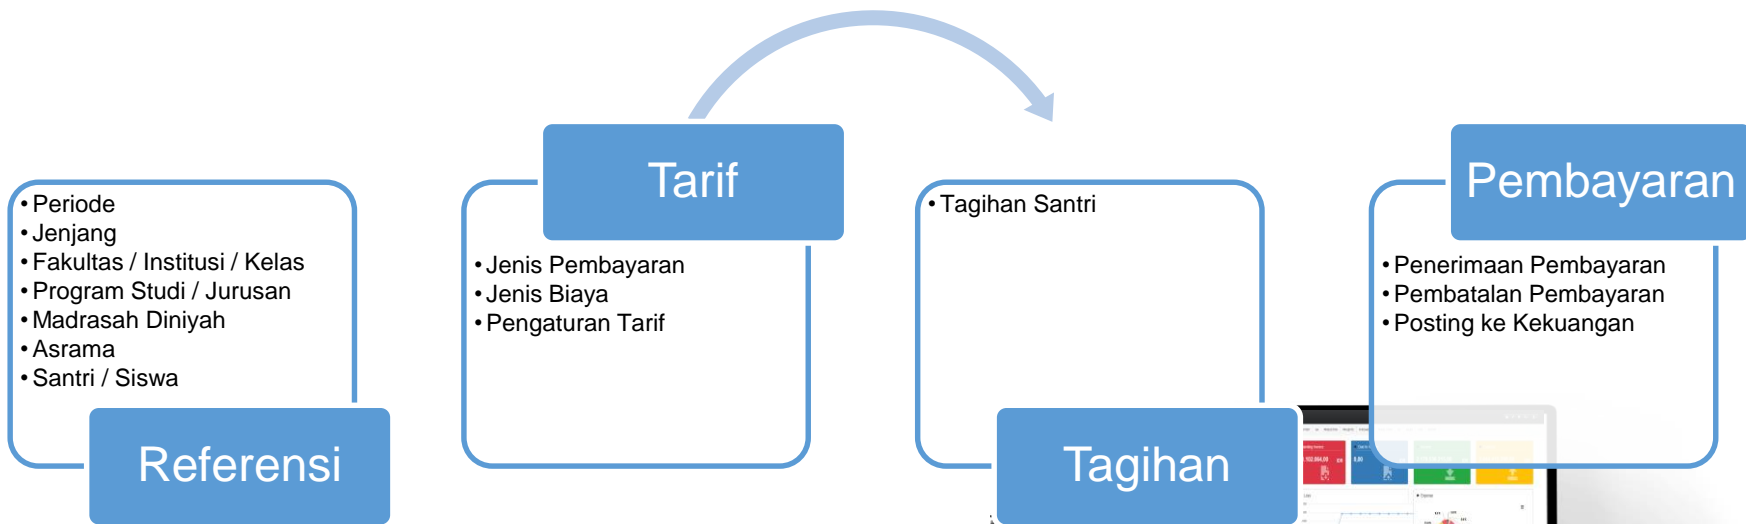 • Periode
• Jenjang
• Fakultas / Institusi / Kelas
• Program Studi / Jurusan
• Madrasah Diniyah
• Asrama
• Santri / Siswa
Referensi
Tarif
• Jenis Pembayaran
• Jenis Biaya
• Pengaturan Tarif
• Tagihan Santri
Tagihan
Pembayaran
• Penerimaan Pembayaran
• Pembatalan Pembayaran
• Posting ke Kekuangan